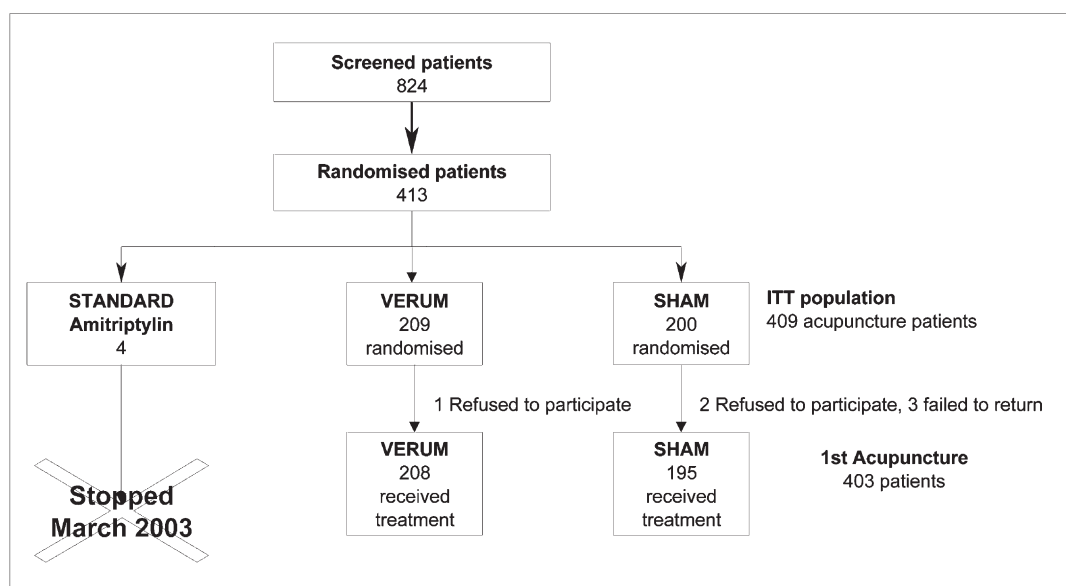 Screened patients
824
Randomised patients
413
STANDARD
Amitriptylin
4
VERUM
209
randomised
SHAM
200
randomised
ITT population
409 acupuncture patients
1 Refused to participate
2 Refused to participate, 3 failed to return
Stopped
March 2003
VERUM
208
received
treatment
SHAM
195
received
treatment
1st Acupuncture
403 patients